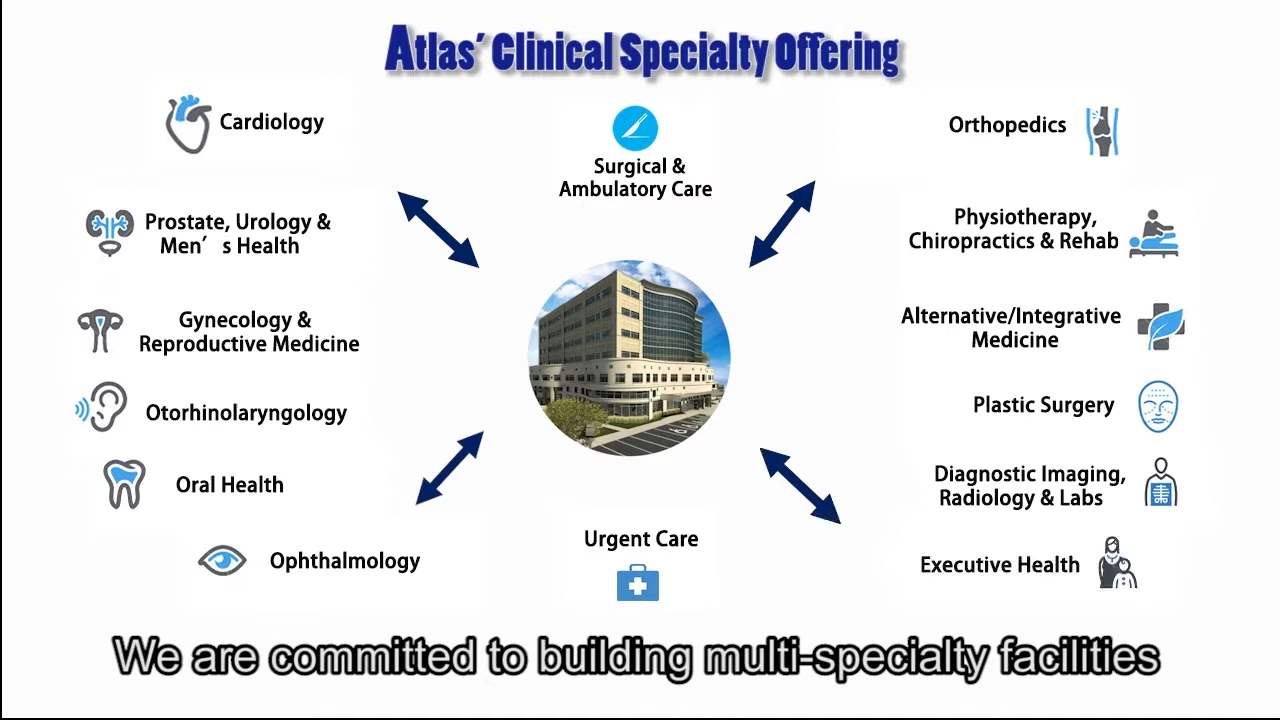 Atlas' Clinical Specialty Offering
Cardiology
Surgical &
Ambulatory Care
Orthopedics
Prostate, Urology &
Men's Health
Physiotherapy,
Chiropractics & Rehab
Gynecology &
Reproductive Medicine
Alternative/Integrative
Medicine
Otorhinolaryngology
Plastic Surgery
Oral Health
Diagnostic Imaging,
Radiology & Labs
Ophthalmology
Urgent Care
Executive Health
We are committed to building multi-specialty facilities